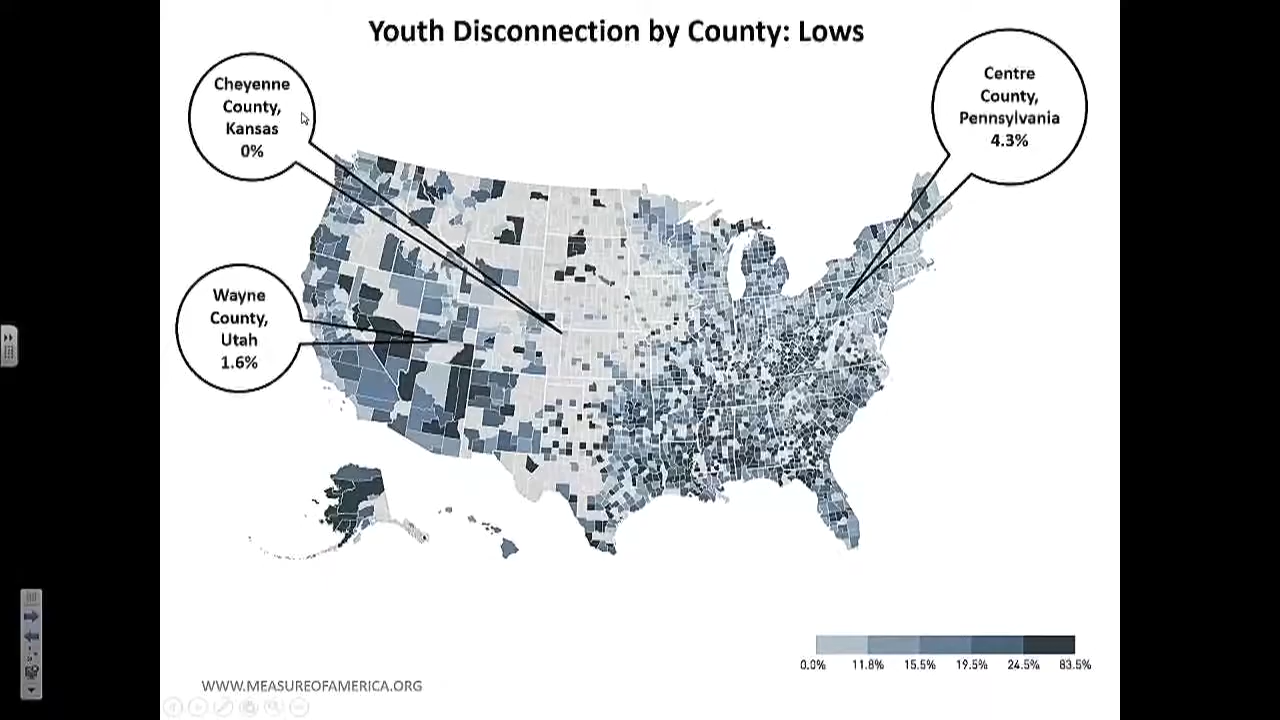 Youth Disconnection by County: Lows
Cheyenne
County,
Kansas
0%
Centre
County,
Pennsylvania
4.3%
Wayne
County,
Utah
1.6%
0.0% 11.8% 15.5% 19.5% 24.5% 83.5%
WWW.MEASUREOFAMERICA.ORG